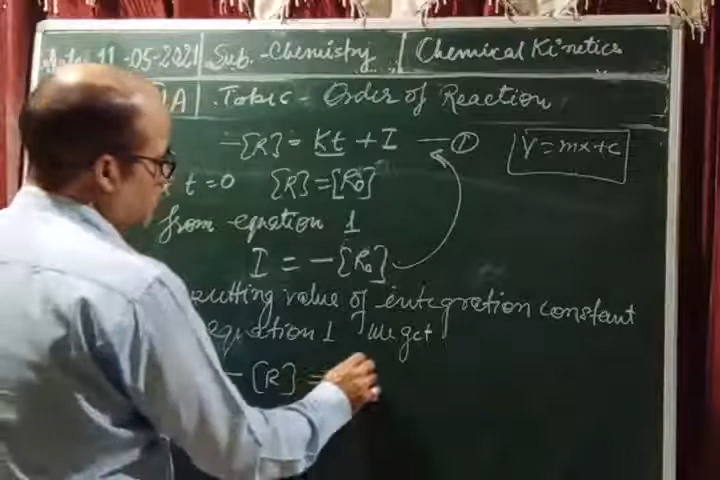 11-05-2021 Sub. - Chemistry Chemical Kinetics
A Tobic - Order of Reaction
-[R] = Kt + I - ① Y = mx+c
t = 0 [R] = [R₀]
from equation 1
I = -[R₀]
putting value of integration constant
equation 1 we get
- [R] =